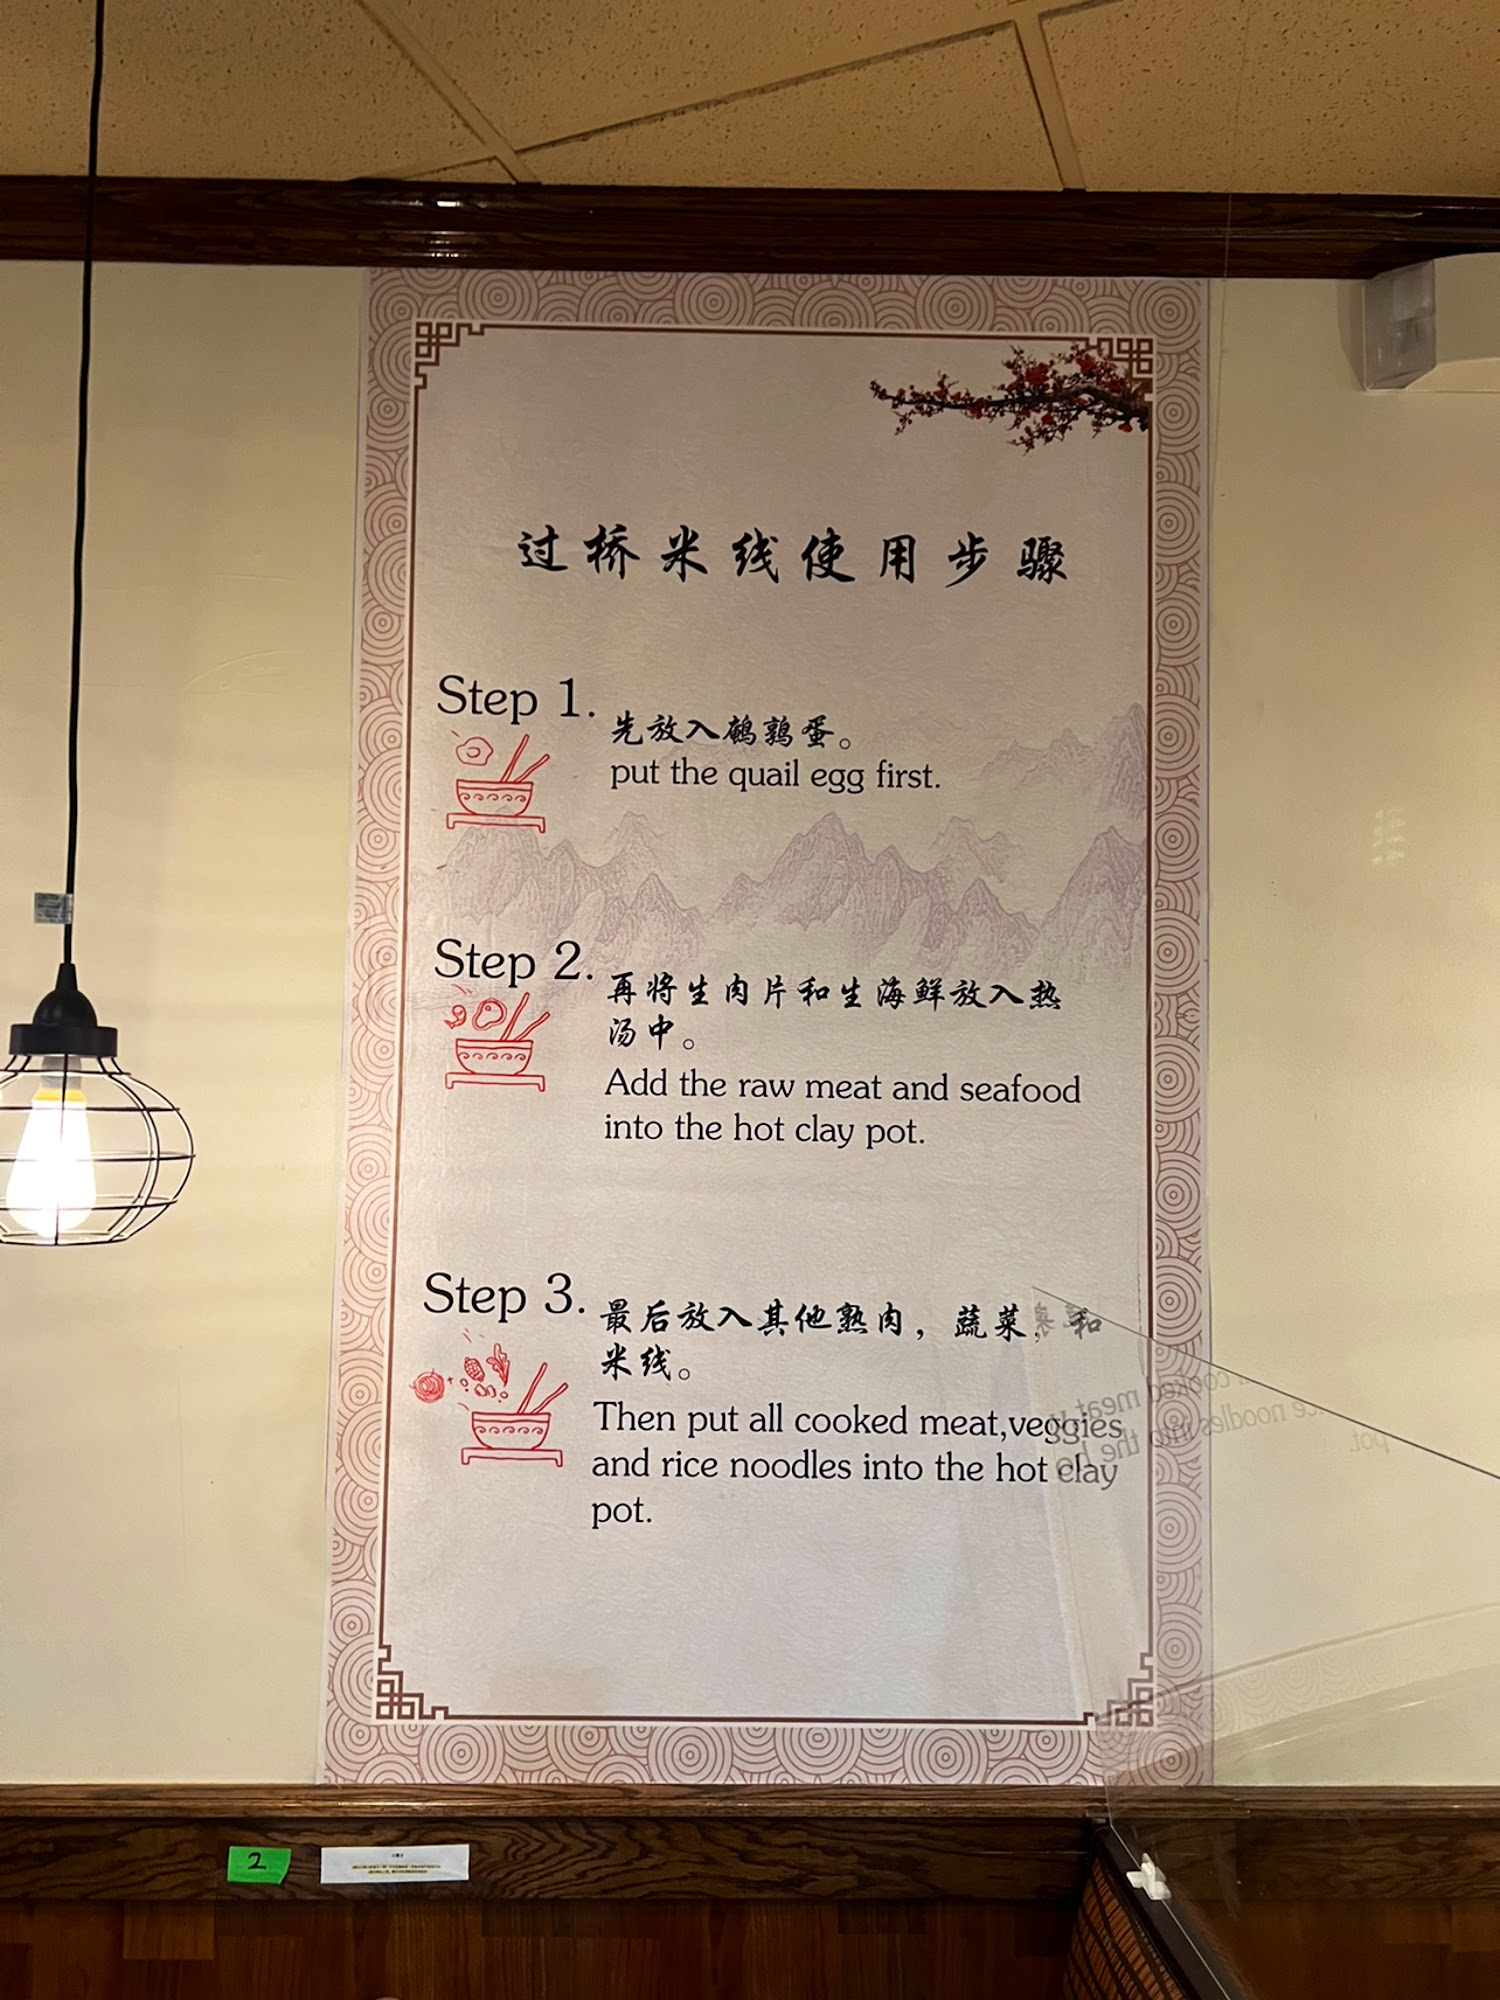 过桥米线使用步骤
Step 1.
先放入鹌鹑蛋。
put the quail egg first.
Step 2.
再将生肉片和生海鲜放入热
汤中。
Add the raw meat and seafood
into the hot clay pot.
Step 3.
最后放入其他熟肉，蔬菜，和
米线。
Then put all cooked meat,veggies
and rice noodles into the hot clay
pot.
2